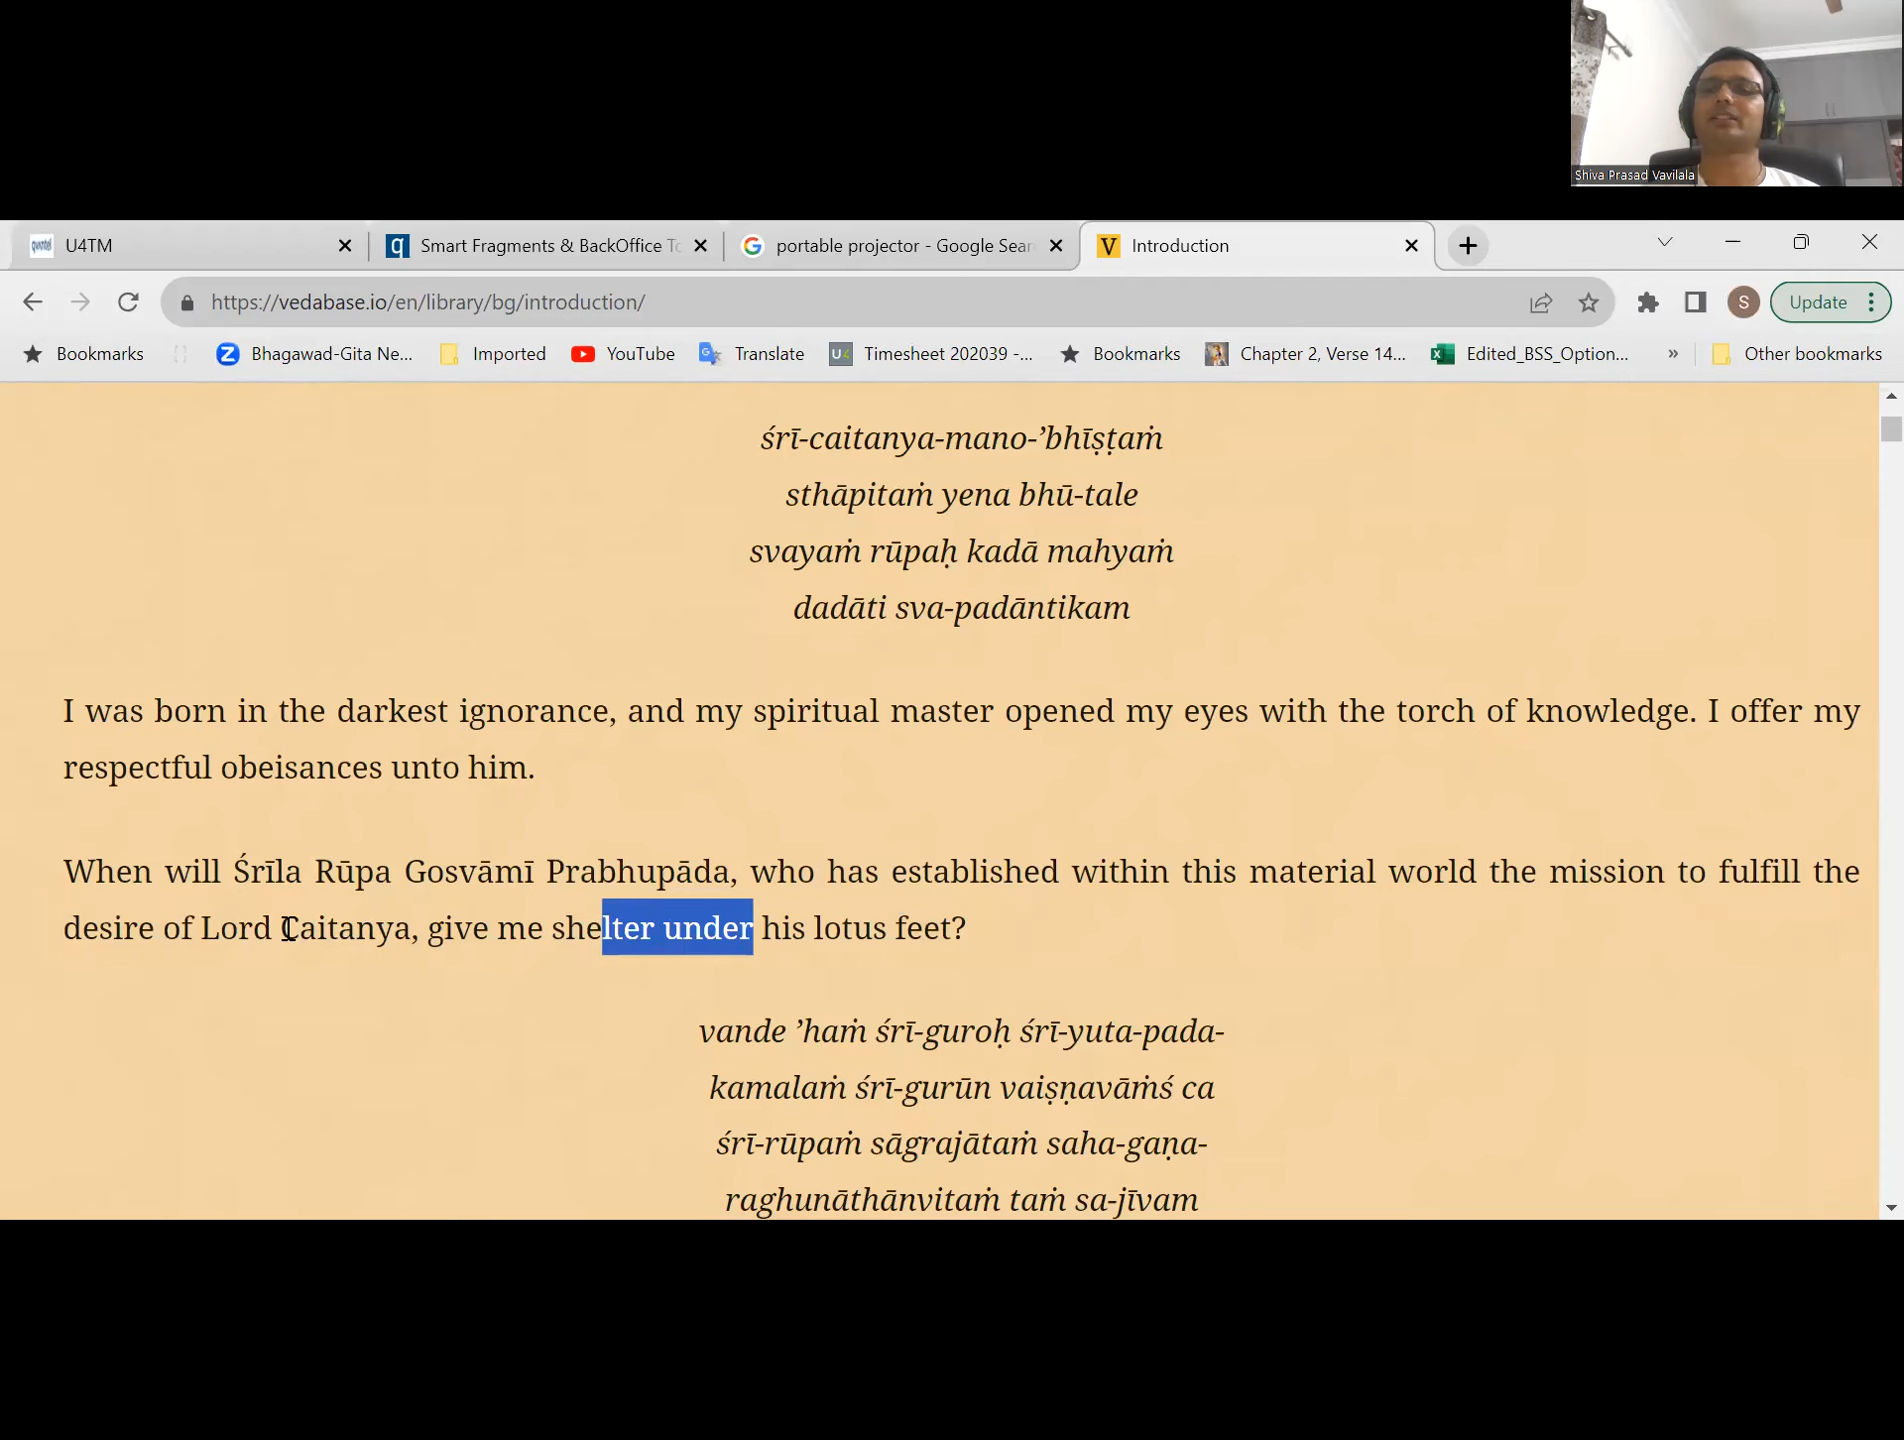 Shiva Prasad Vavilala
U4TM
Smart Fragments & BackOffice To
portable projector - Google Sear
V Introduction
https://vedabase.io/en/library/bg/introduction/
S
Update
Bookmarks
Z Bhagawad-Gita Ne...
Imported
YouTube
Translate
U4 Timesheet 202039 -...
Bookmarks
Chapter 2, Verse 14...
Edited_BSS_Option...
»
Other bookmarks
śrī-caitanya-mano-’bhīṣṭaṁ
sthāpitaṁ yena bhū-tale
svayaṁ rūpaḥ kadā mahyaṁ
dadāti sva-padāntikam
I was born in the darkest ignorance, and my spiritual master opened my eyes with the torch of knowledge. I offer my
respectful obeisances unto him.
When will Śrīla Rūpa Gosvāmī Prabhupāda, who has established within this material world the mission to fulfill the
desire of Lord Caitanya, give me shelter under his lotus feet?
vande ’haṁ śrī-guroḥ śrī-yuta-pada-
kamalaṁ śrī-gurūn vaiṣṇavāṁś ca
śrī-rūpaṁ sāgrajātaṁ saha-gaṇa-
raghunāthānvitaṁ taṁ sa-jīvam